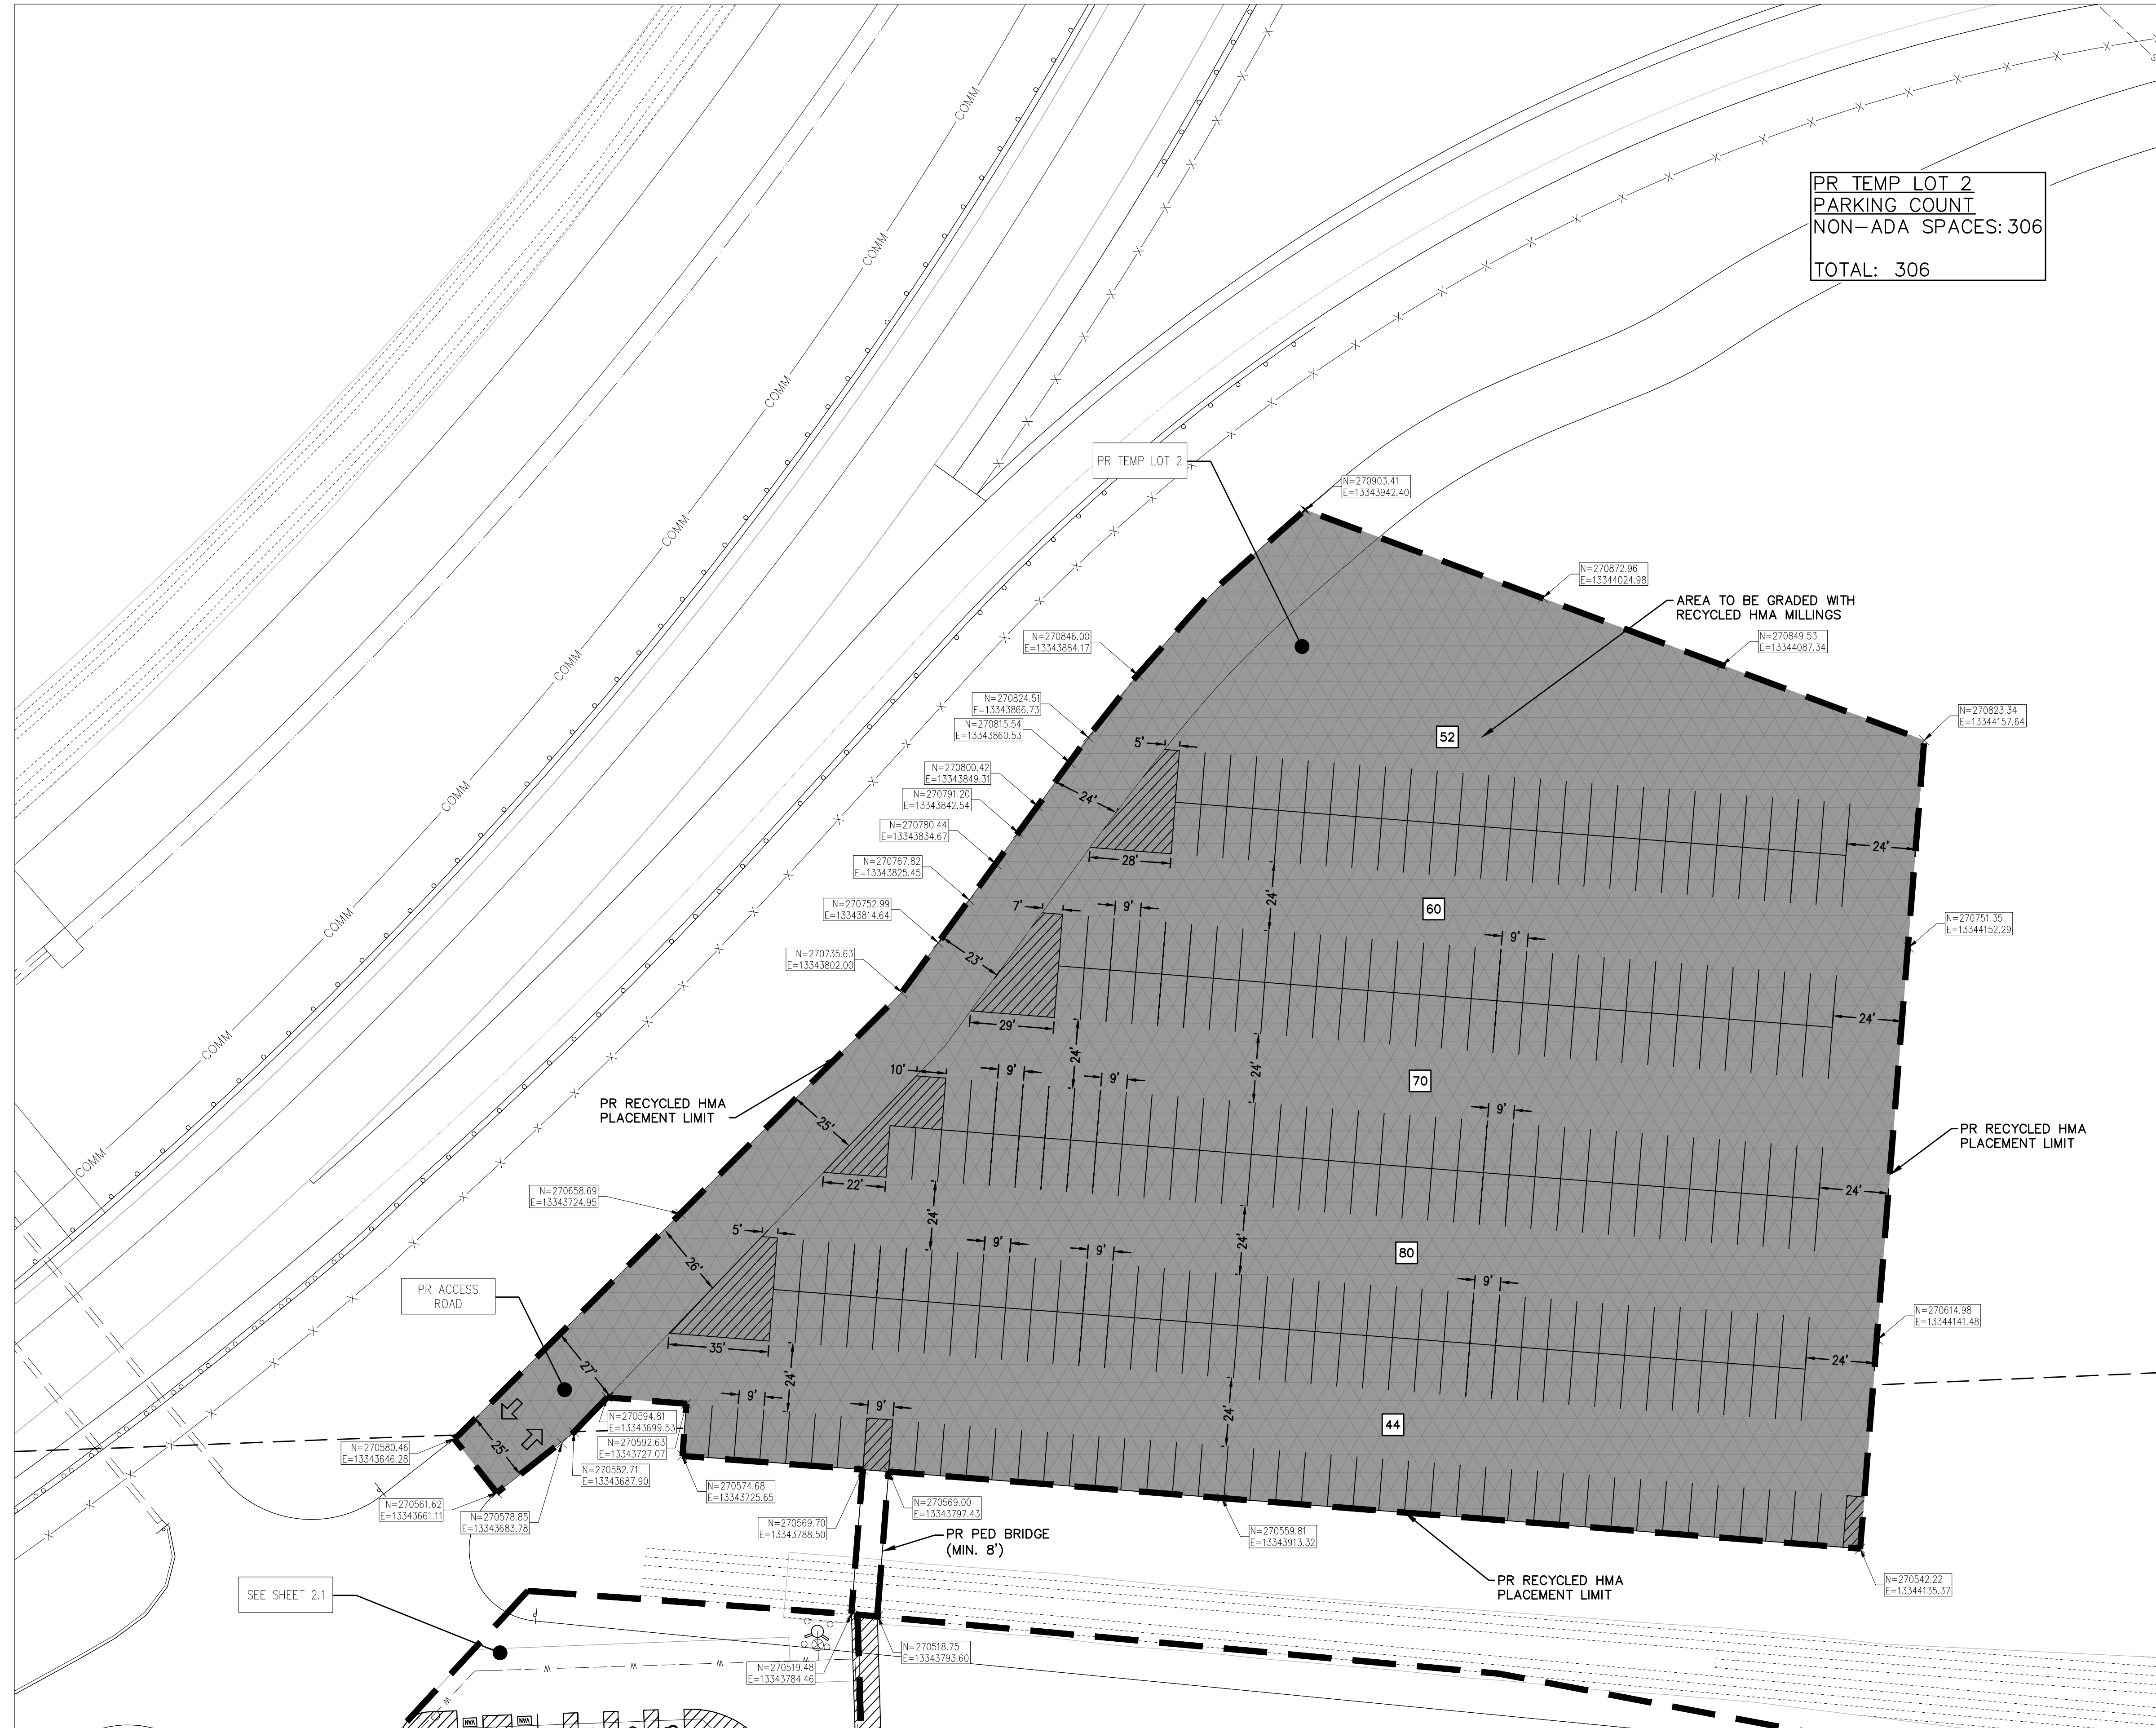 COMM
COMM
COMM
COMM
COMM
COMM
COMM
COMM
COMM
PR TEMP LOT 2
PARKING COUNT
NON-ADA SPACES: 306
TOTAL: 306
PR TEMP LOT 2
N=270903.41
E=13343942.40
N=270872.96
E=13344024.98
AREA TO BE GRADED WITH
RECYCLED HMA MILLINGS
N=270849.53
E=13344087.34
N=270846.00
E=13343884.17
N=270824.51
E=13343866.73
N=270815.54
E=13343860.53
N=270823.34
E=13344157.64
52
5'
N=270800.42
E=13343849.31
N=270791.20
E=13343842.54
24'
N=270780.44
E=13343834.67
28'
24'
N=270767.82
E=13343825.45
24'
N=270752.99
E=13343814.64
7'
9'
60
9'
N=270751.35
E=13344152.29
23'
N=270735.63
E=13343802.00
29'
24'
24'
24'
10'
9'
9'
70
9'
PR RECYCLED HMA
PLACEMENT LIMIT
25'
PR RECYCLED HMA
PLACEMENT LIMIT
22'
24'
N=270658.69
E=13343724.95
24'
24'
5'
9'
9'
80
9'
26'
PR ACCESS
ROAD
N=270614.98
E=13344141.48
35'
24'
27'
24'
9'
9'
24'
44
N=270594.81
E=13343699.53
N=270592.63
E=13343727.07
N=270580.46
E=13343646.28
25'
N=270582.71
E=13343687.90
N=270574.68
E=13343725.65
N=270561.62
E=13343661.11
N=270578.85
E=13343683.78
N=270569.00
E=13343797.43
N=270569.70
E=13343788.50
PR PED BRIDGE
(MIN. 8')
N=270559.81
E=13343913.32
PR RECYCLED HMA
PLACEMENT LIMIT
N=270542.22
E=13344135.37
SEE SHEET 2.1
N=270518.75
E=13343793.60
N=270519.48
E=13343784.46
W
W
W
W
W
VAN
VAN